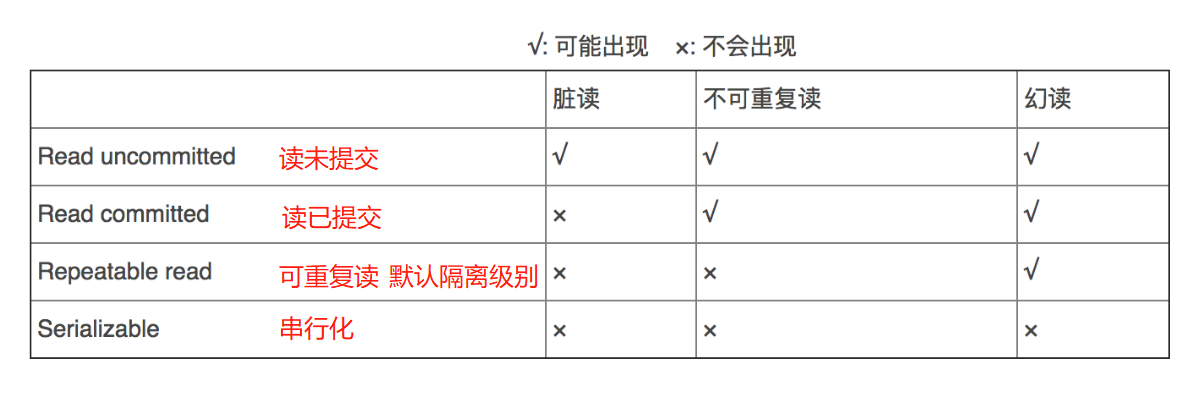 √: 可能出现 ×: 不会出现
脏读 不可重复读 幻读
Read uncommitted 读未提交 √ √ √
Read committed 读已提交 × √ √
Repeatable read 可重复读 默认隔离级别 × × √
Serializable 串行化 × × ×